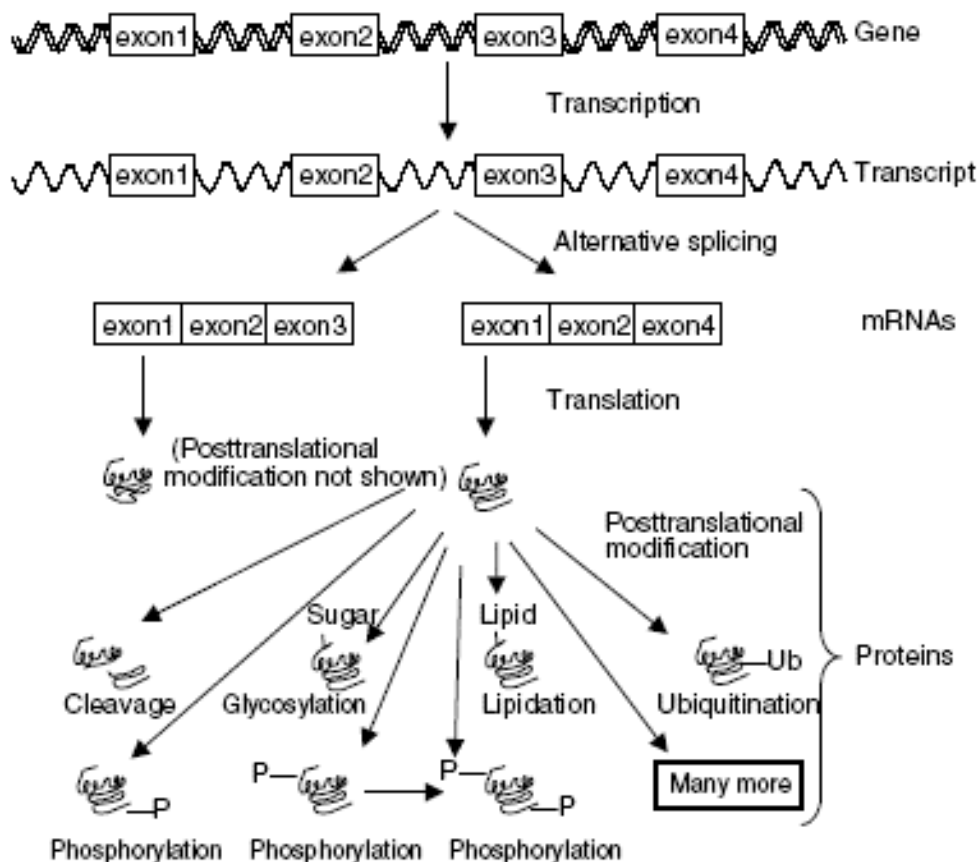 exon1 exon2 exon3 exon4 Gene
Transcription
exon1 exon2 exon3 exon4 Transcript
Alternative splicing
exon1 exon2 exon3 exon1 exon2 exon4 mRNAs
Translation
(Posttranslational
modification not shown)
Posttranslational
modification
Sugar Lipid
Ub Proteins
Cleavage Glycosylation Lipidation Ubiquitination
P P
Many more
P P
Phosphorylation Phosphorylation Phosphorylation